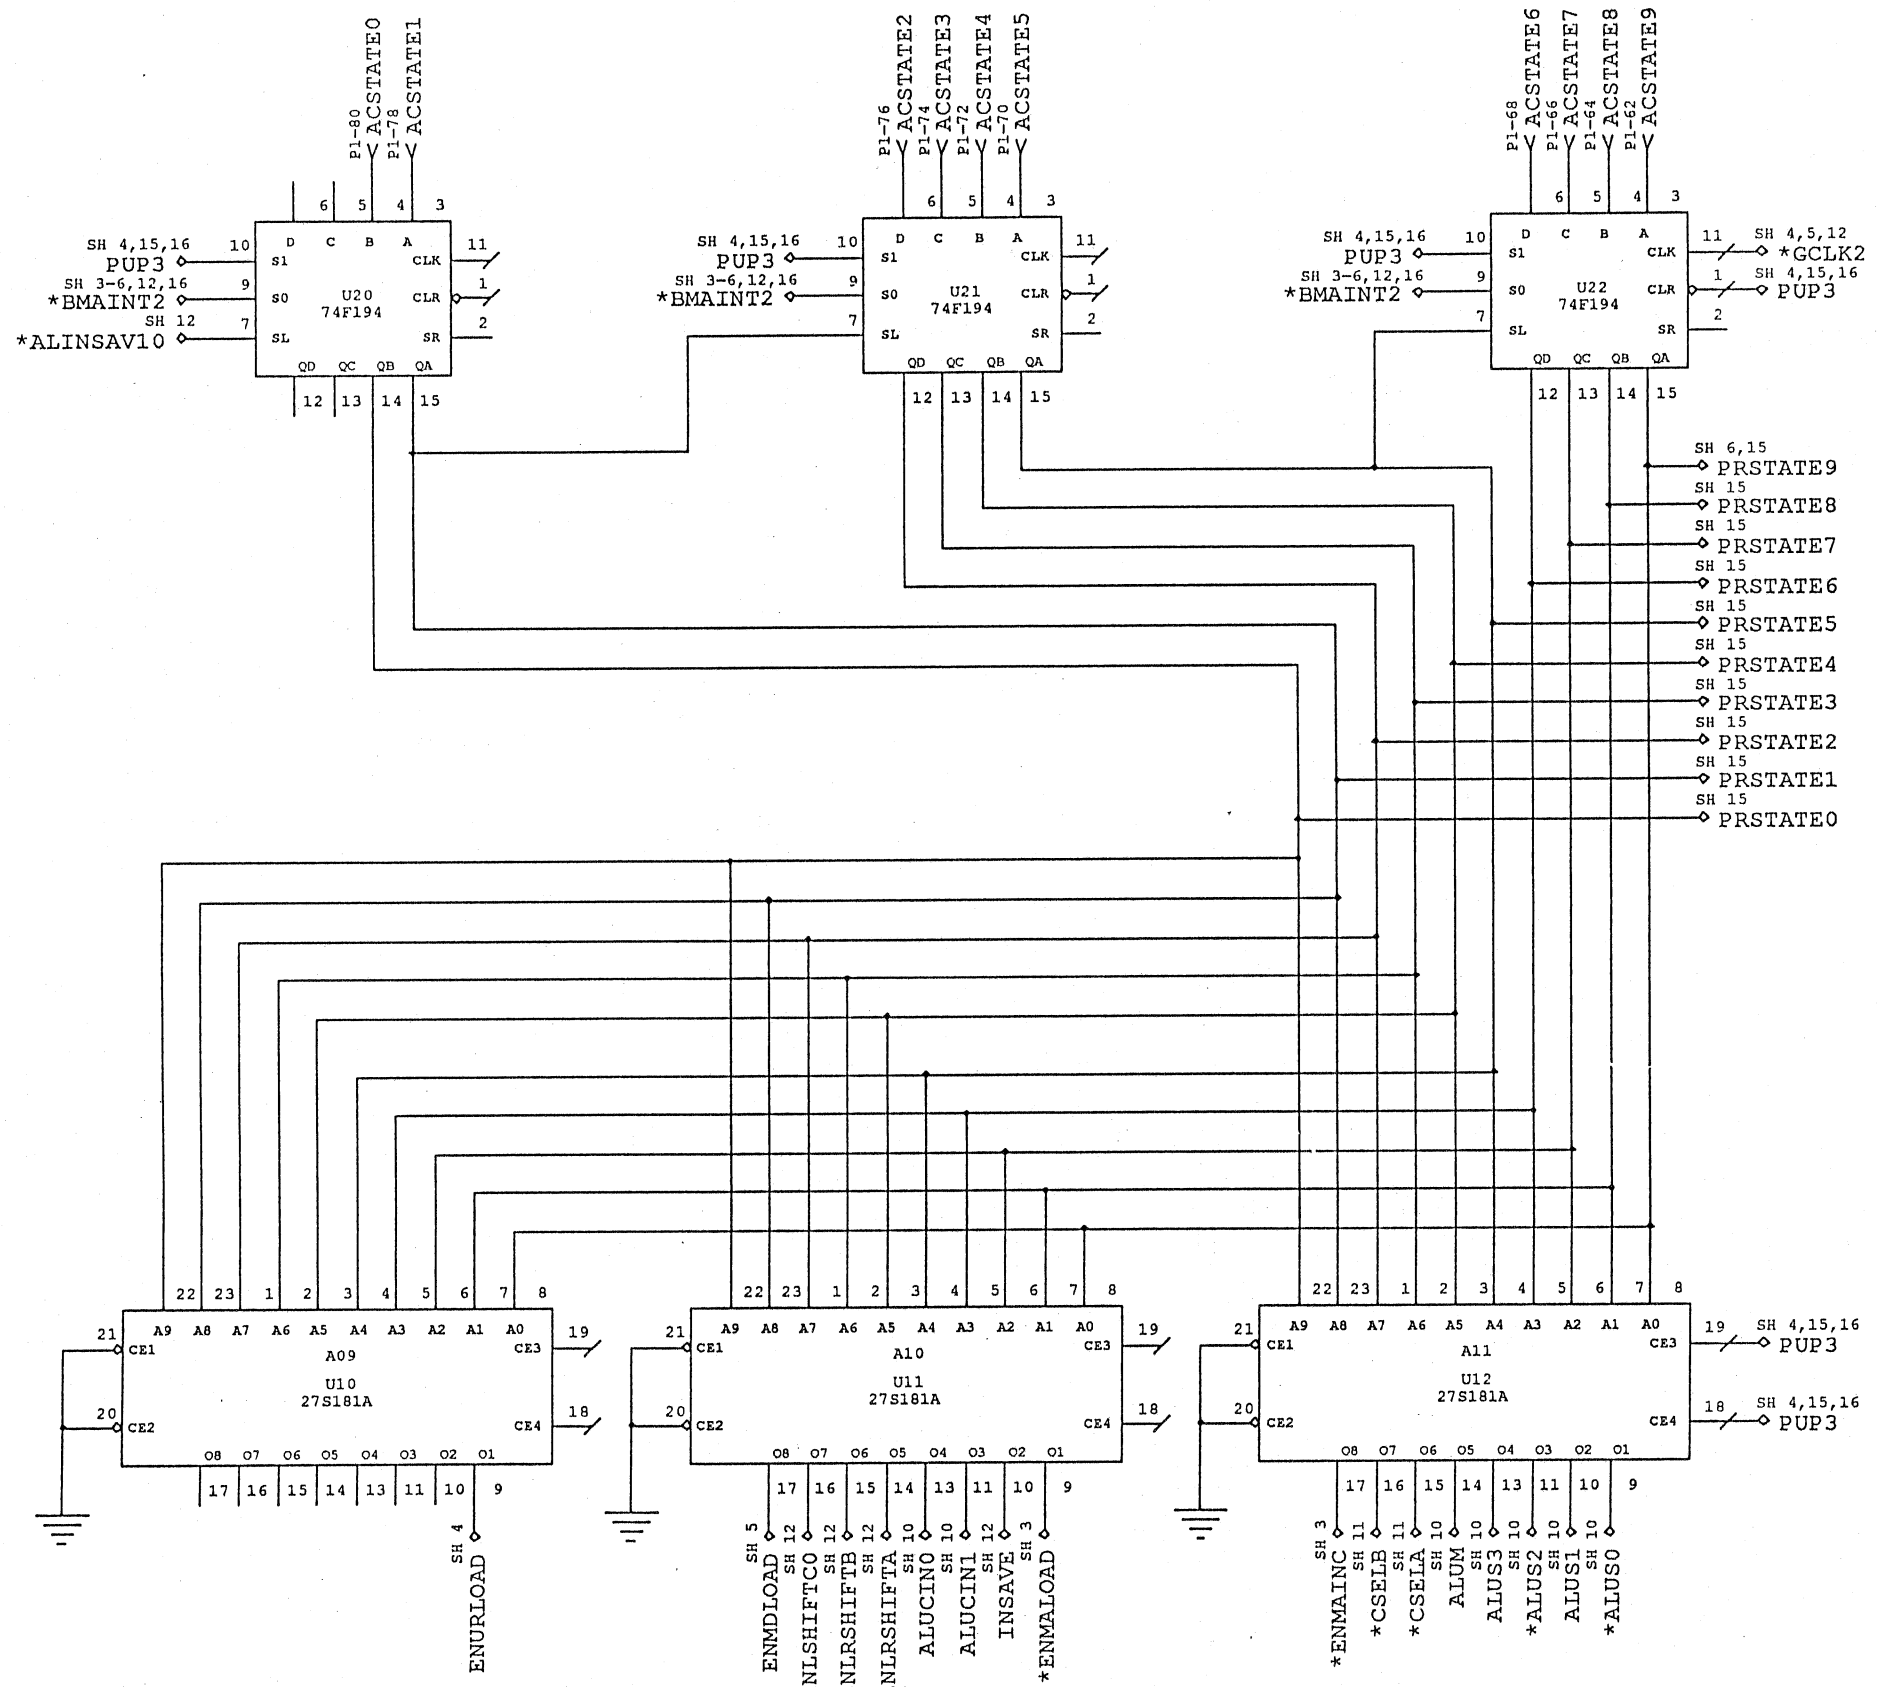 P1-80 ACSTATE0
P1-78 ACSTATE1
P1-76 ACSTATE2
P1-74 ACSTATE3
P1-72 ACSTATE4
P1-70 ACSTATE5
P1-68 ACSTATE6
P1-66 ACSTATE7
P1-64 ACSTATE8
P1-62 ACSTATE9
6 5 4 3
D C B A
SH 4,15,16
PUP3 10 S1
SH 3-6,12,16
*BMAINT2 9 S0
SH 12
*ALINSAV10 7 SL
U20
74F194
CLK 11
CLR 1
SR 2
QD QC QB QA
12 13 14 15
6 5 4 3
D C B A
SH 4,15,16
PUP3 10 S1
SH 3-6,12,16
*BMAINT2 9 S0
7 SL
U21
74F194
CLK 11
CLR 1
SR 2
QD QC QB QA
12 13 14 15
6 5 4 3
D C B A
SH 4,15,16
PUP3 10 S1
SH 3-6,12,16
*BMAINT2 9 S0
7 SL
U22
74F194
CLK 11 SH 4,5,12
*GCLK2
CLR 1 SH 4,15,16
PUP3
SR 2
QD QC QB QA
12 13 14 15
SH 6,15
PRSTATE9
SH 15
PRSTATE8
SH 15
PRSTATE7
SH 15
PRSTATE6
SH 15
PRSTATE5
SH 15
PRSTATE4
SH 15
PRSTATE3
SH 15
PRSTATE2
SH 15
PRSTATE1
SH 15
PRSTATE0
22 23 1 2 3 4 5 6 7 8
A9 A8 A7 A6 A5 A4 A3 A2 A1 A0
21 CE1
20 CE2
A09
U10
27S181A
CE3 19
CE4 18
O8 O7 O6 O5 O4 O3 O2 O1
17 16 15 14 13 11 10 9
SH 4
ENURLOAD
22 23 1 2 3 4 5 6 7 8
A9 A8 A7 A6 A5 A4 A3 A2 A1 A0
21 CE1
20 CE2
A10
U11
27S181A
CE3 19
CE4 18
O8 O7 O6 O5 O4 O3 O2 O1
17 16 15 14 13 11 10 9
SH 5
ENMDLOAD
SH 12
NLSHIFTC0
SH 12
NLRSHIFTB
SH 12
NLRSHIFTA
SH 10
ALUCIN0
SH 10
ALUCIN1
SH 12
INSAVE
SH 3
*ENMALOAD
22 23 1 2 3 4 5 6 7 8
A9 A8 A7 A6 A5 A4 A3 A2 A1 A0
21 CE1
20 CE2
A11
U12
27S181A
CE3 19 SH 4,15,16
PUP3
CE4 18 SH 4,15,16
PUP3
O8 O7 O6 O5 O4 O3 O2 O1
17 16 15 14 13 11 10 9
SH 3
*ENMAINC
SH 11
*CSELB
SH 11
*CSELA
SH 10
ALUM
SH 10
ALUS3
SH 10
*ALUS2
SH 10
ALUS1
SH 10
*ALUS0